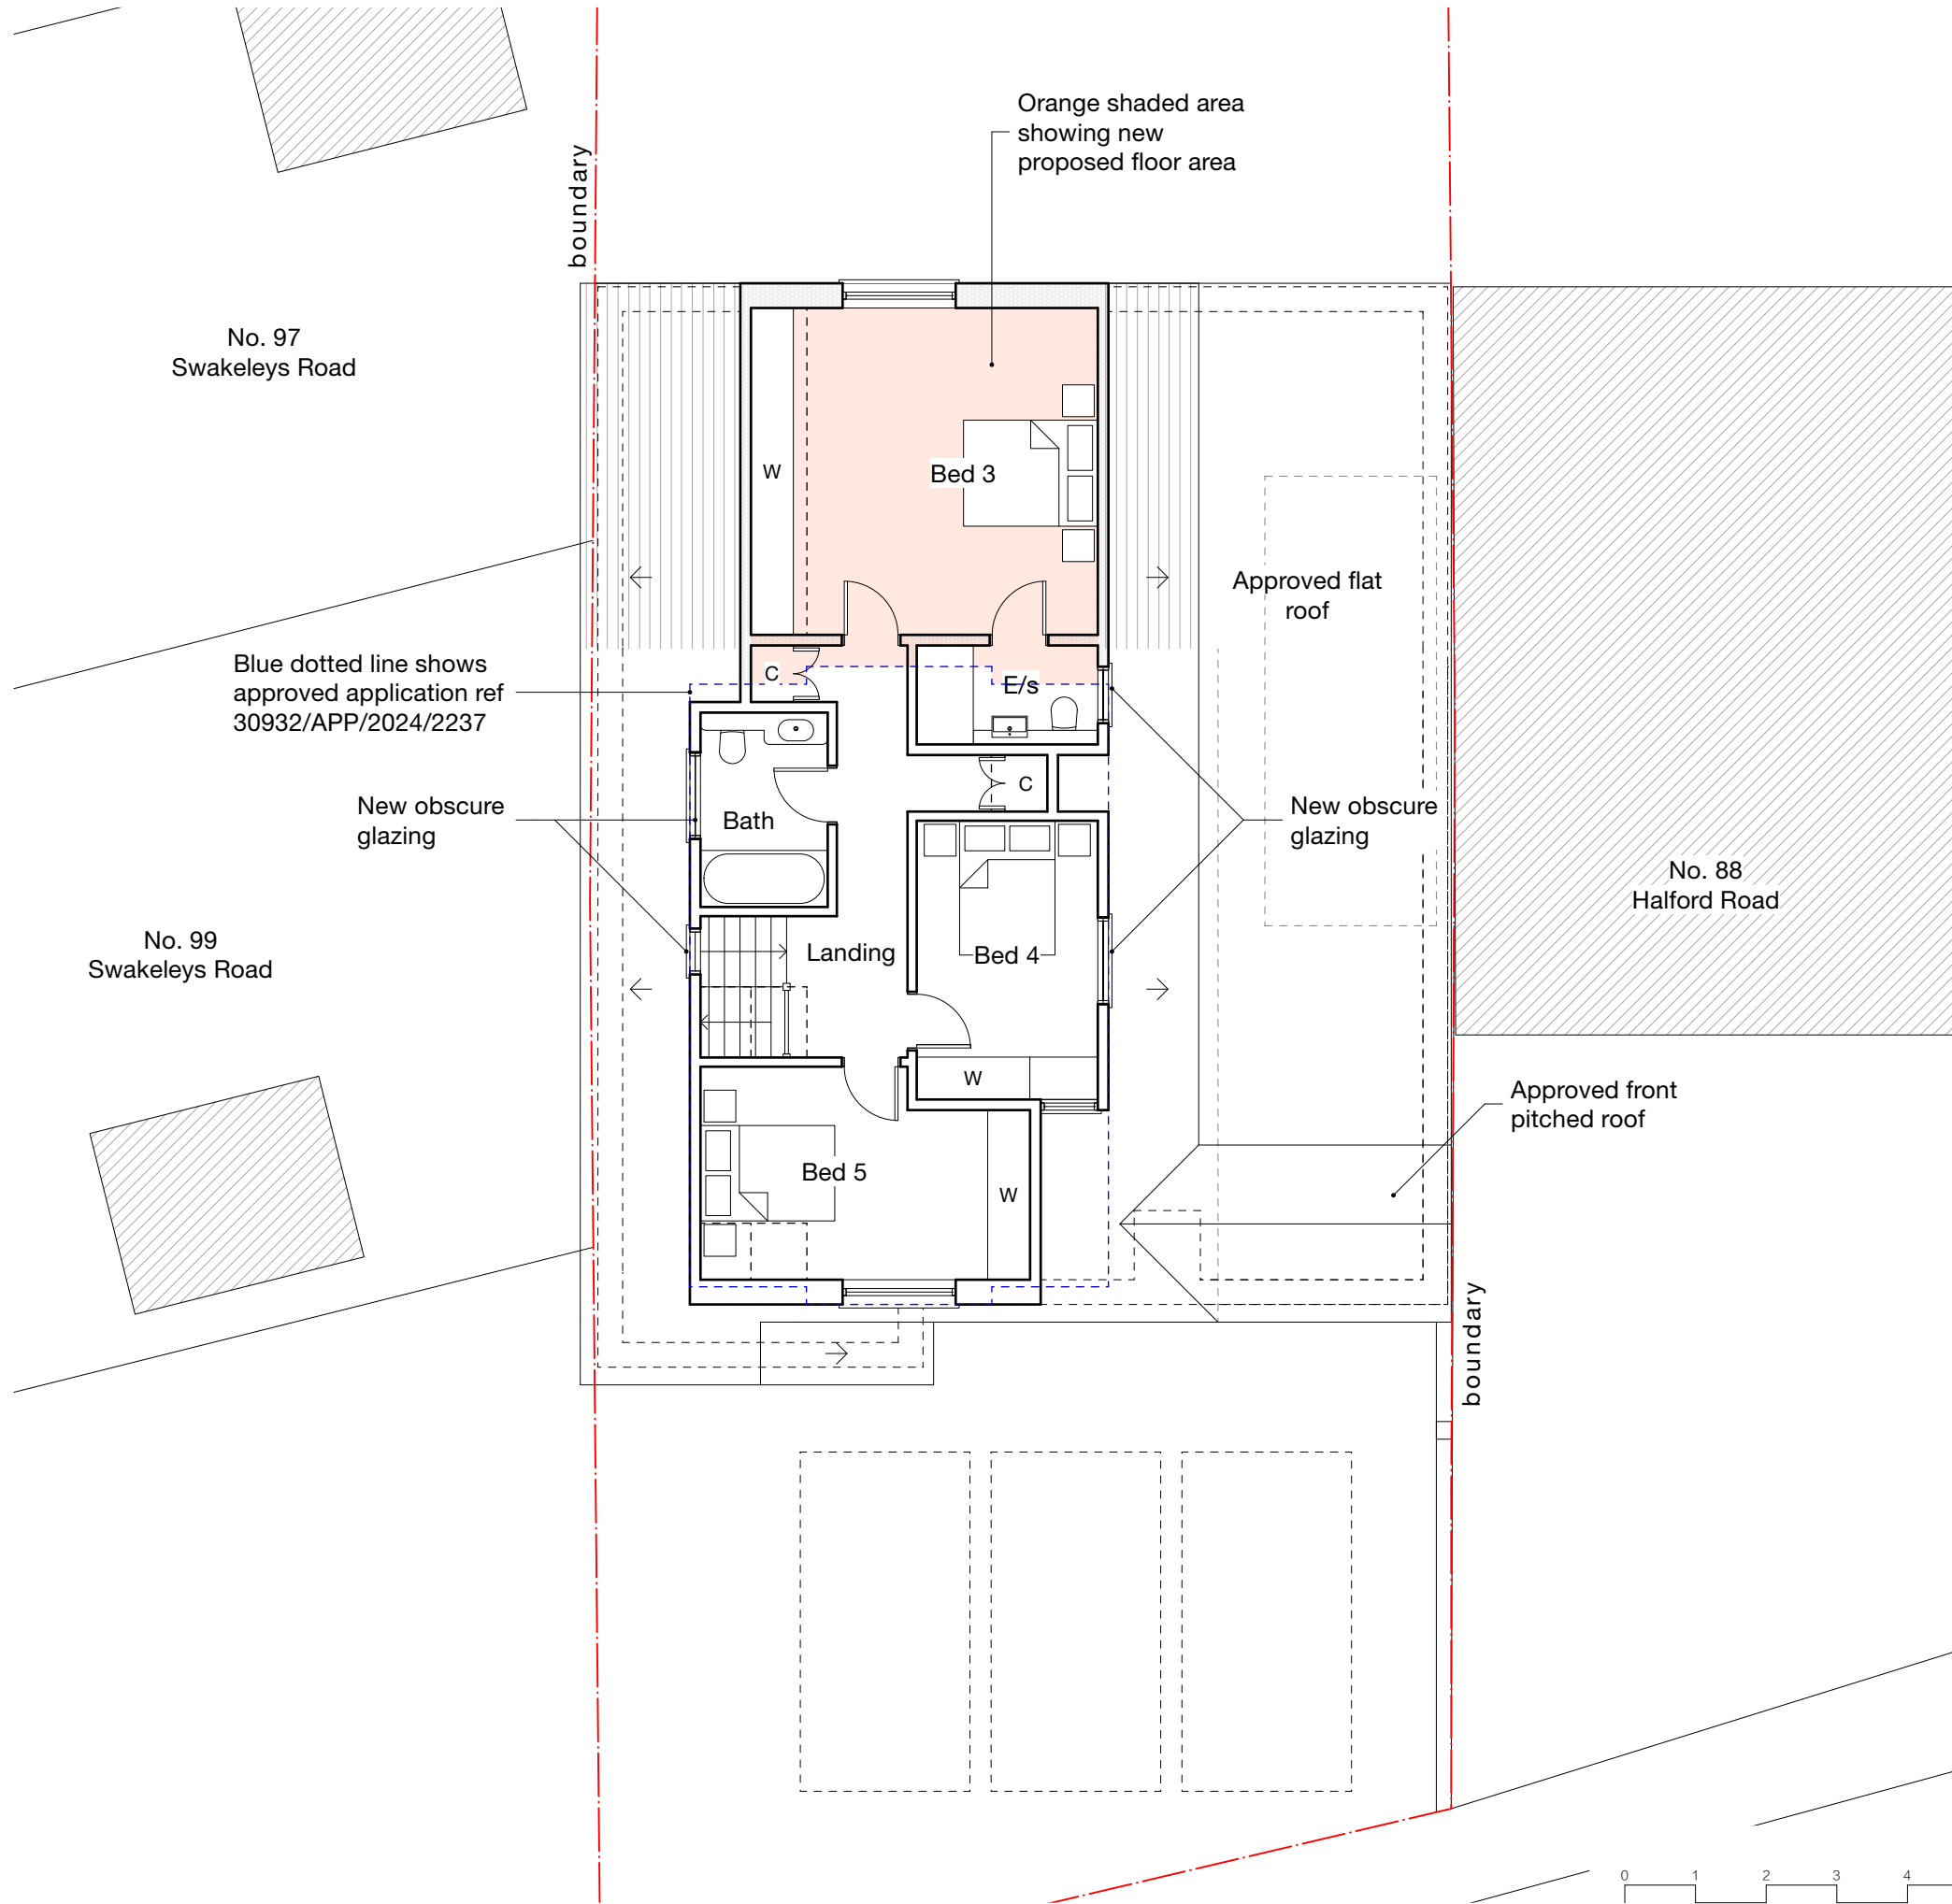 Orange shaded area
showing new
proposed floor area
boundary
No. 97
Swakeleys Road
W
Bed 3
Approved flat
roof
Blue dotted line shows
approved application ref
30932/APP/2024/2237
C
E/s
New obscure
glazing
Bath
C
New obscure
glazing
No. 88
Halford Road
No. 99
Swakeleys Road
Landing
Bed 4
W
Approved front
pitched roof
Bed 5
W
boundary
0 1 2 3 4